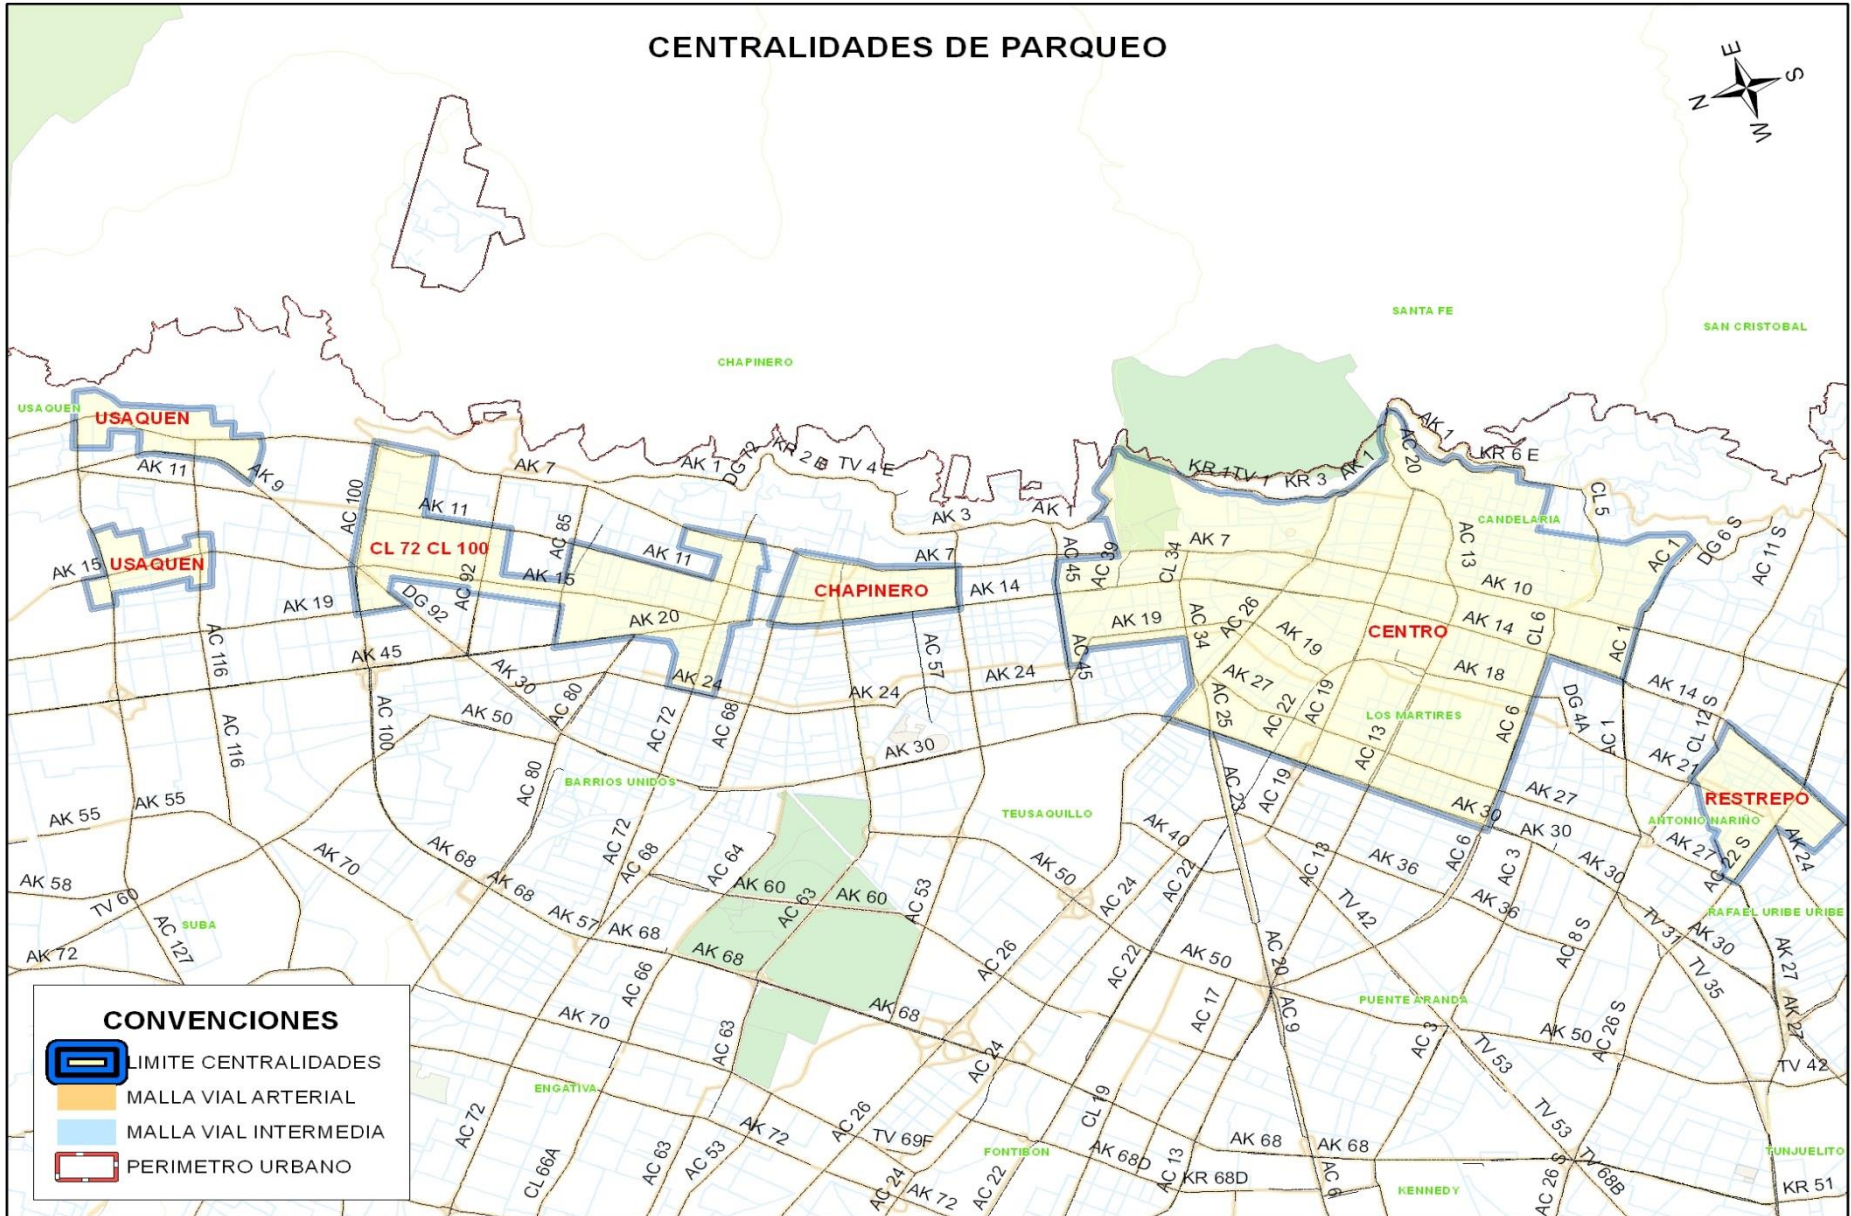 CENTRALIDADES DE PARQUEO
E
S
N
W
SANTA FE
SAN CRISTOBAL
CHAPINERO
USAQUEN
USAQUEN
AK 11
AK 9
AC 100
AK 7
AK 1
DG 72
KR 2 E
TV 4 E
AK 3
AK 1
KR 1
TV 1
KR 3
AK 1
AC 20
AK 1
KR 6 E
CL 5
CANDELARIA
AK 15
USAQUEN
CL 72 CL 100
AK 11
AC 85
AC 92
AK 15
AK 11
AK 7
CHAPINERO
AK 14
AC 45
AC 39
CL 34
AK 7
AC 13
AK 10
AC 1
DG 6 S
AC 11 S
AK 19
DG 92
AK 20
AC 57
AK 19
AC 34
AC 26
AK 19
CENTRO
AK 14
CL 6
AC 1
AC 116
AK 45
AK 30
AC 80
AK 24
AK 24
AK 24
AC 45
AK 27
AC 22
AC 19
AK 18
DG 4A
AK 14
CL 12 S
AC 116
AC 100
AK 50
AC 72
AC 68
AK 30
AC 25
LOS MARTIRES
AC 13
AC 6
AC 1
AK 21
BARRIOS UNIDOS
AC 80
TEUSAQUILLO
AC 23
AC 19
AK 30
AK 27
RESTREPO
ANTONIO NARIÑO
AK 55
AK 55
AC 72
AC 68
AC 64
AK 40
AC 22
AC 13
AK 36
AC 6
AC 3
AK 30
AK 30
AK 27
AC 22 S
AK 24
AK 70
AK 68
AK 68
AK 60
AC 63
AK 60
AC 53
AK 50
AC 24
AK 36
AK 58
TV 60
SUBA
AC 127
AK 57
AK 68
AK 68
TV 42
AC 8 S
TV 31
AK 30
RAFAEL URIBE URIBE
AK 72
AC 66
AC 26
AC 22
AK 50
AC 20
TV 35
AK 27
AK 70
AC 63
AK 68
AC 24
AC 17
AC 9
PUENTE ARANDA
AC 3
AK 50
AC 26 S
AK 27
TV 53
TV 42
CONVENCIONES
LIMITE CENTRALIDADES
MALLA VIAL ARTERIAL
MALLA VIAL INTERMEDIA
PERIMETRO URBANO
ENGATIVA
AC 72
CL 66A
AC 63
AC 53
AK 72
AC 26
TV 69F
AC 24
AK 72
FONTIBON
AC 22
CL 19
AK 68D
AC 13
KR 68D
AK 68
AK 68
AC 6
KENNEDY
TV 53
AC 26 S
TV 68B
TUNJUELITO
KR 51